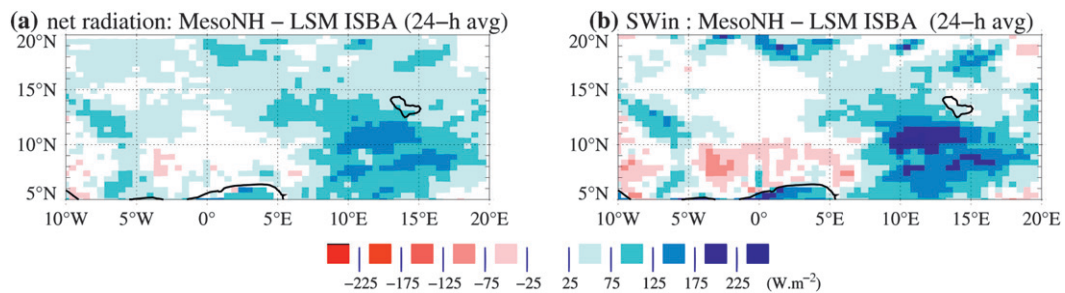 (a) net radiation: MesoNH – LSM ISBA (24–h avg)
(b) SWin : MesoNH – LSM ISBA (24–h avg)
20°N 20°N
15°N 15°N
10°N 10°N
5°N 5°N
10°W 5°W 0° 5°E 10°E 15°E 20°E 10°W 5°W 0° 5°E 10°E 15°E 20°E
−225 −175 −125 −75 −25 25 75 125 175 225 (W.m⁻²)